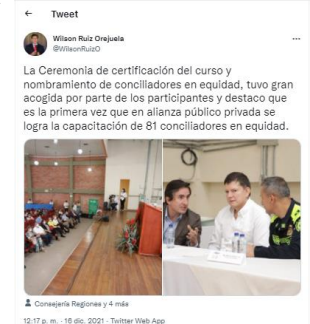 Tweet
Wilson Ruiz Orejuela
@WilsonRuizO
La Ceremonia de certificación del curso y
nombramiento de conciliadores en equidad, tuvo gran
acogida por parte de los participantes y destaco que
es la primera vez que en alianza público privada se
logra la capacitación de 81 conciliadores en equidad.
Consejería Regiones y 4 más
12:17 p. m. · 16 dic. 2021 · Twitter Web App